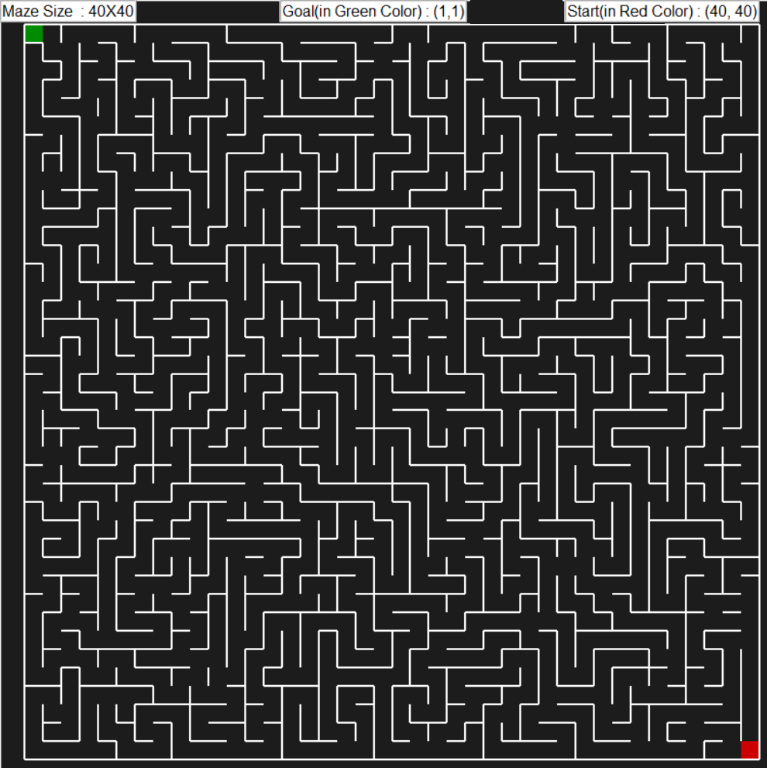 Maze Size : 40X40
Goal(in Green Color) : (1,1)
Start(in Red Color) : (40, 40)